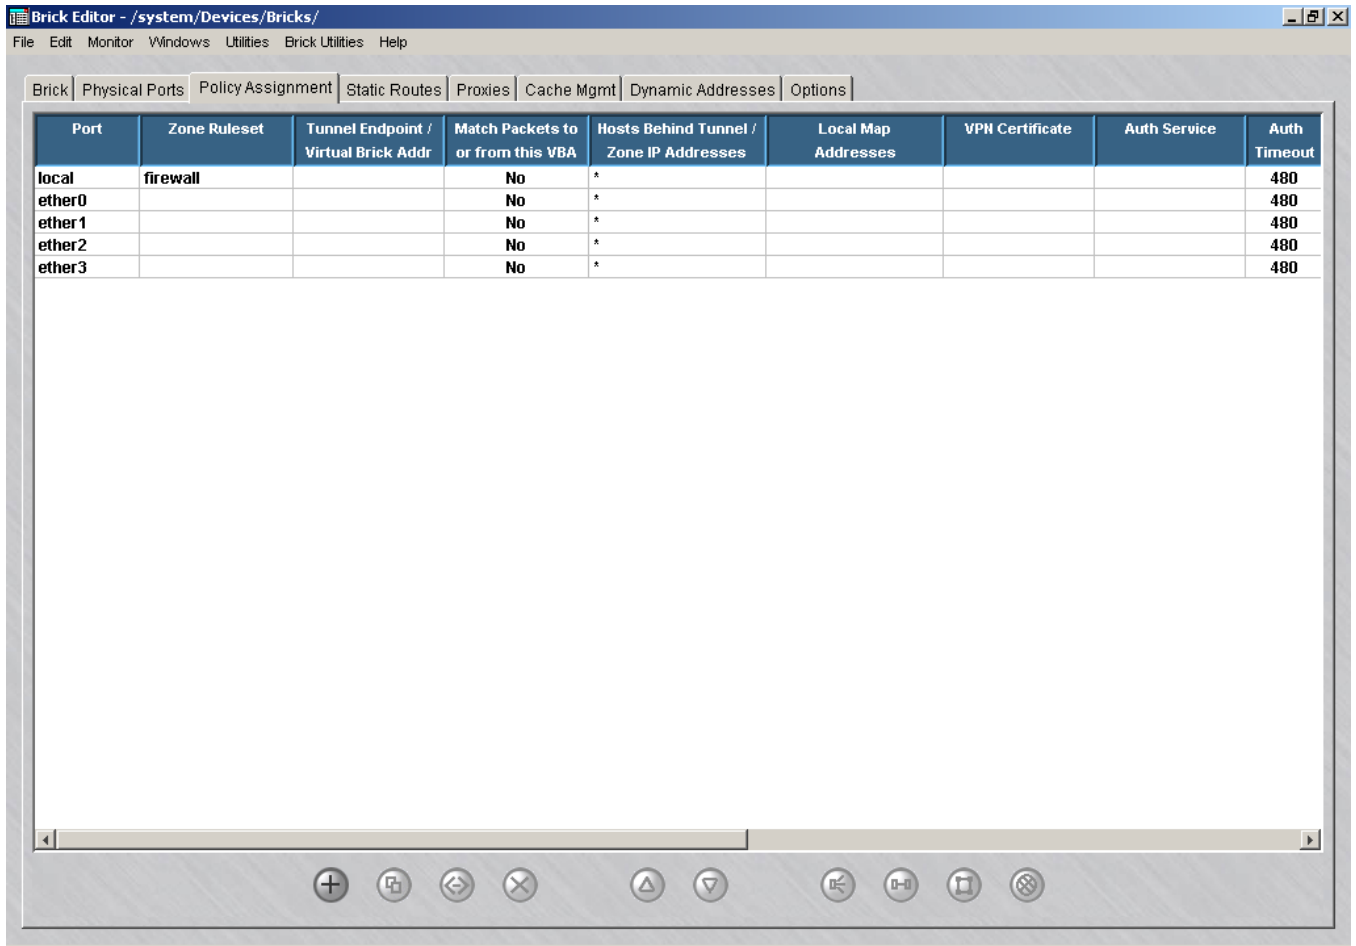 Brick Editor - /system/Devices/Bricks/
File Edit Monitor Windows Utilities Brick Utilities Help
Brick Physical Ports Policy Assignment Static Routes Proxies Cache Mgmt Dynamic Addresses Options
Port Zone Ruleset Tunnel Endpoint / Match Packets to Hosts Behind Tunnel / Local Map VPN Certificate Auth Service Auth
Virtual Brick Addr or from this VBA Zone IP Addresses Addresses Timeout
local firewall No * 480
ether0 No * 480
ether1 No * 480
ether2 No * 480
ether3 No * 480